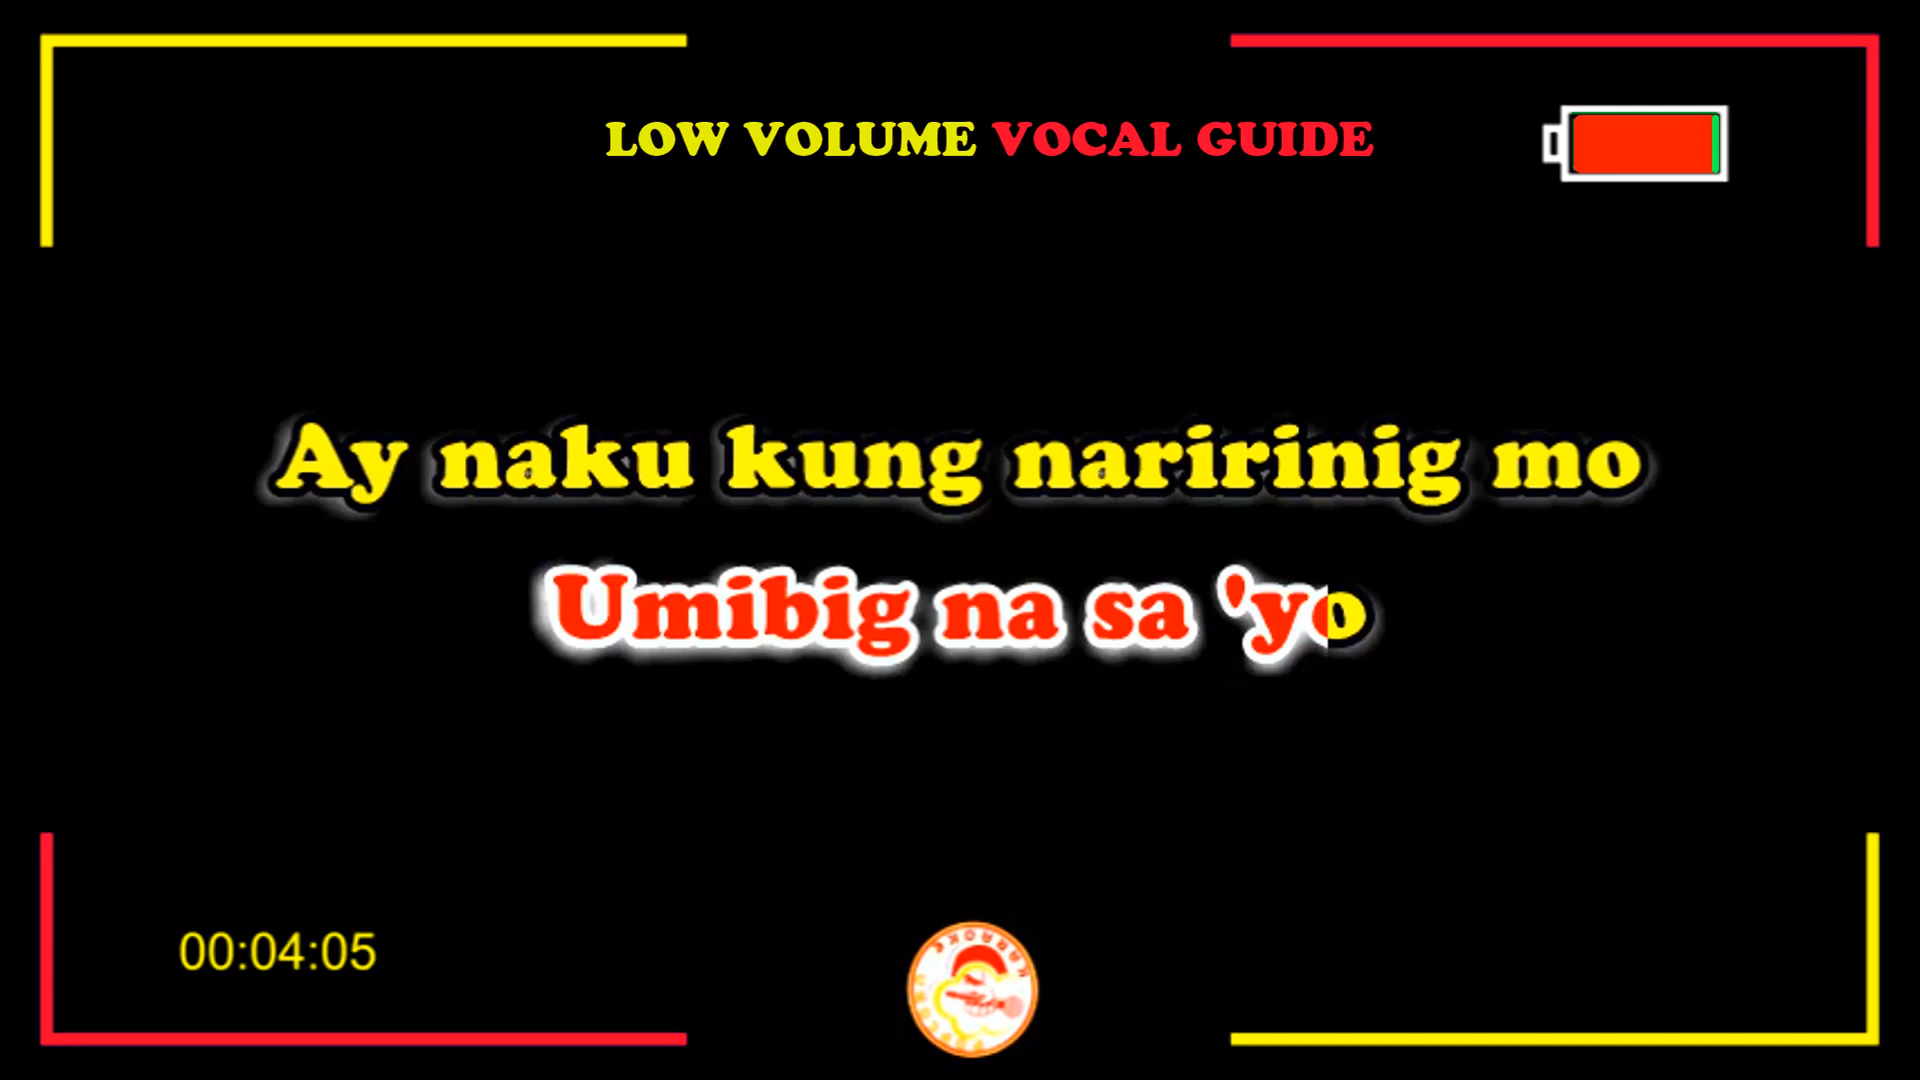 LOW VOLUME VOCAL GUIDE
Ay naku kung naririnig mo
Umibig na sa 'yo
00:04:05